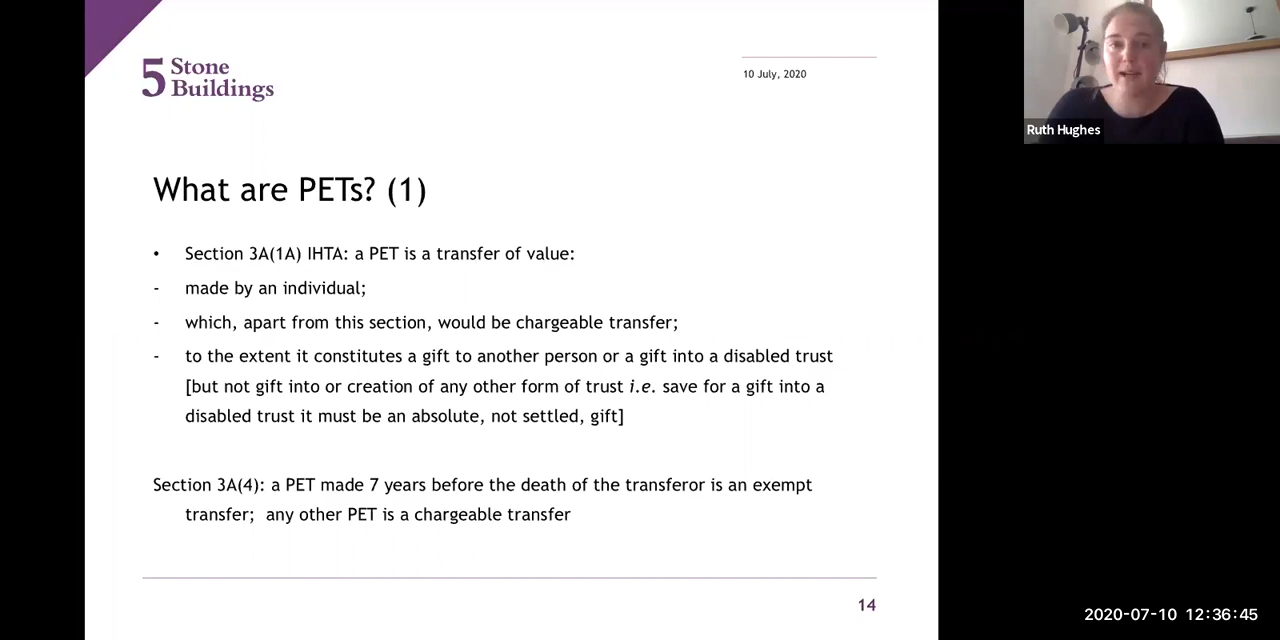 5 Stone
Buildings
10 July, 2020
Ruth Hughes
What are PETs? (1)
• Section 3A(1A) IHTA: a PET is a transfer of value:
- made by an individual;
- which, apart from this section, would be chargeable transfer;
- to the extent it constitutes a gift to another person or a gift into a disabled trust
[but not gift into or creation of any other form of trust i.e. save for a gift into a
disabled trust it must be an absolute, not settled, gift]
Section 3A(4): a PET made 7 years before the death of the transferor is an exempt
transfer; any other PET is a chargeable transfer
14
2020-07-10 12:36:45